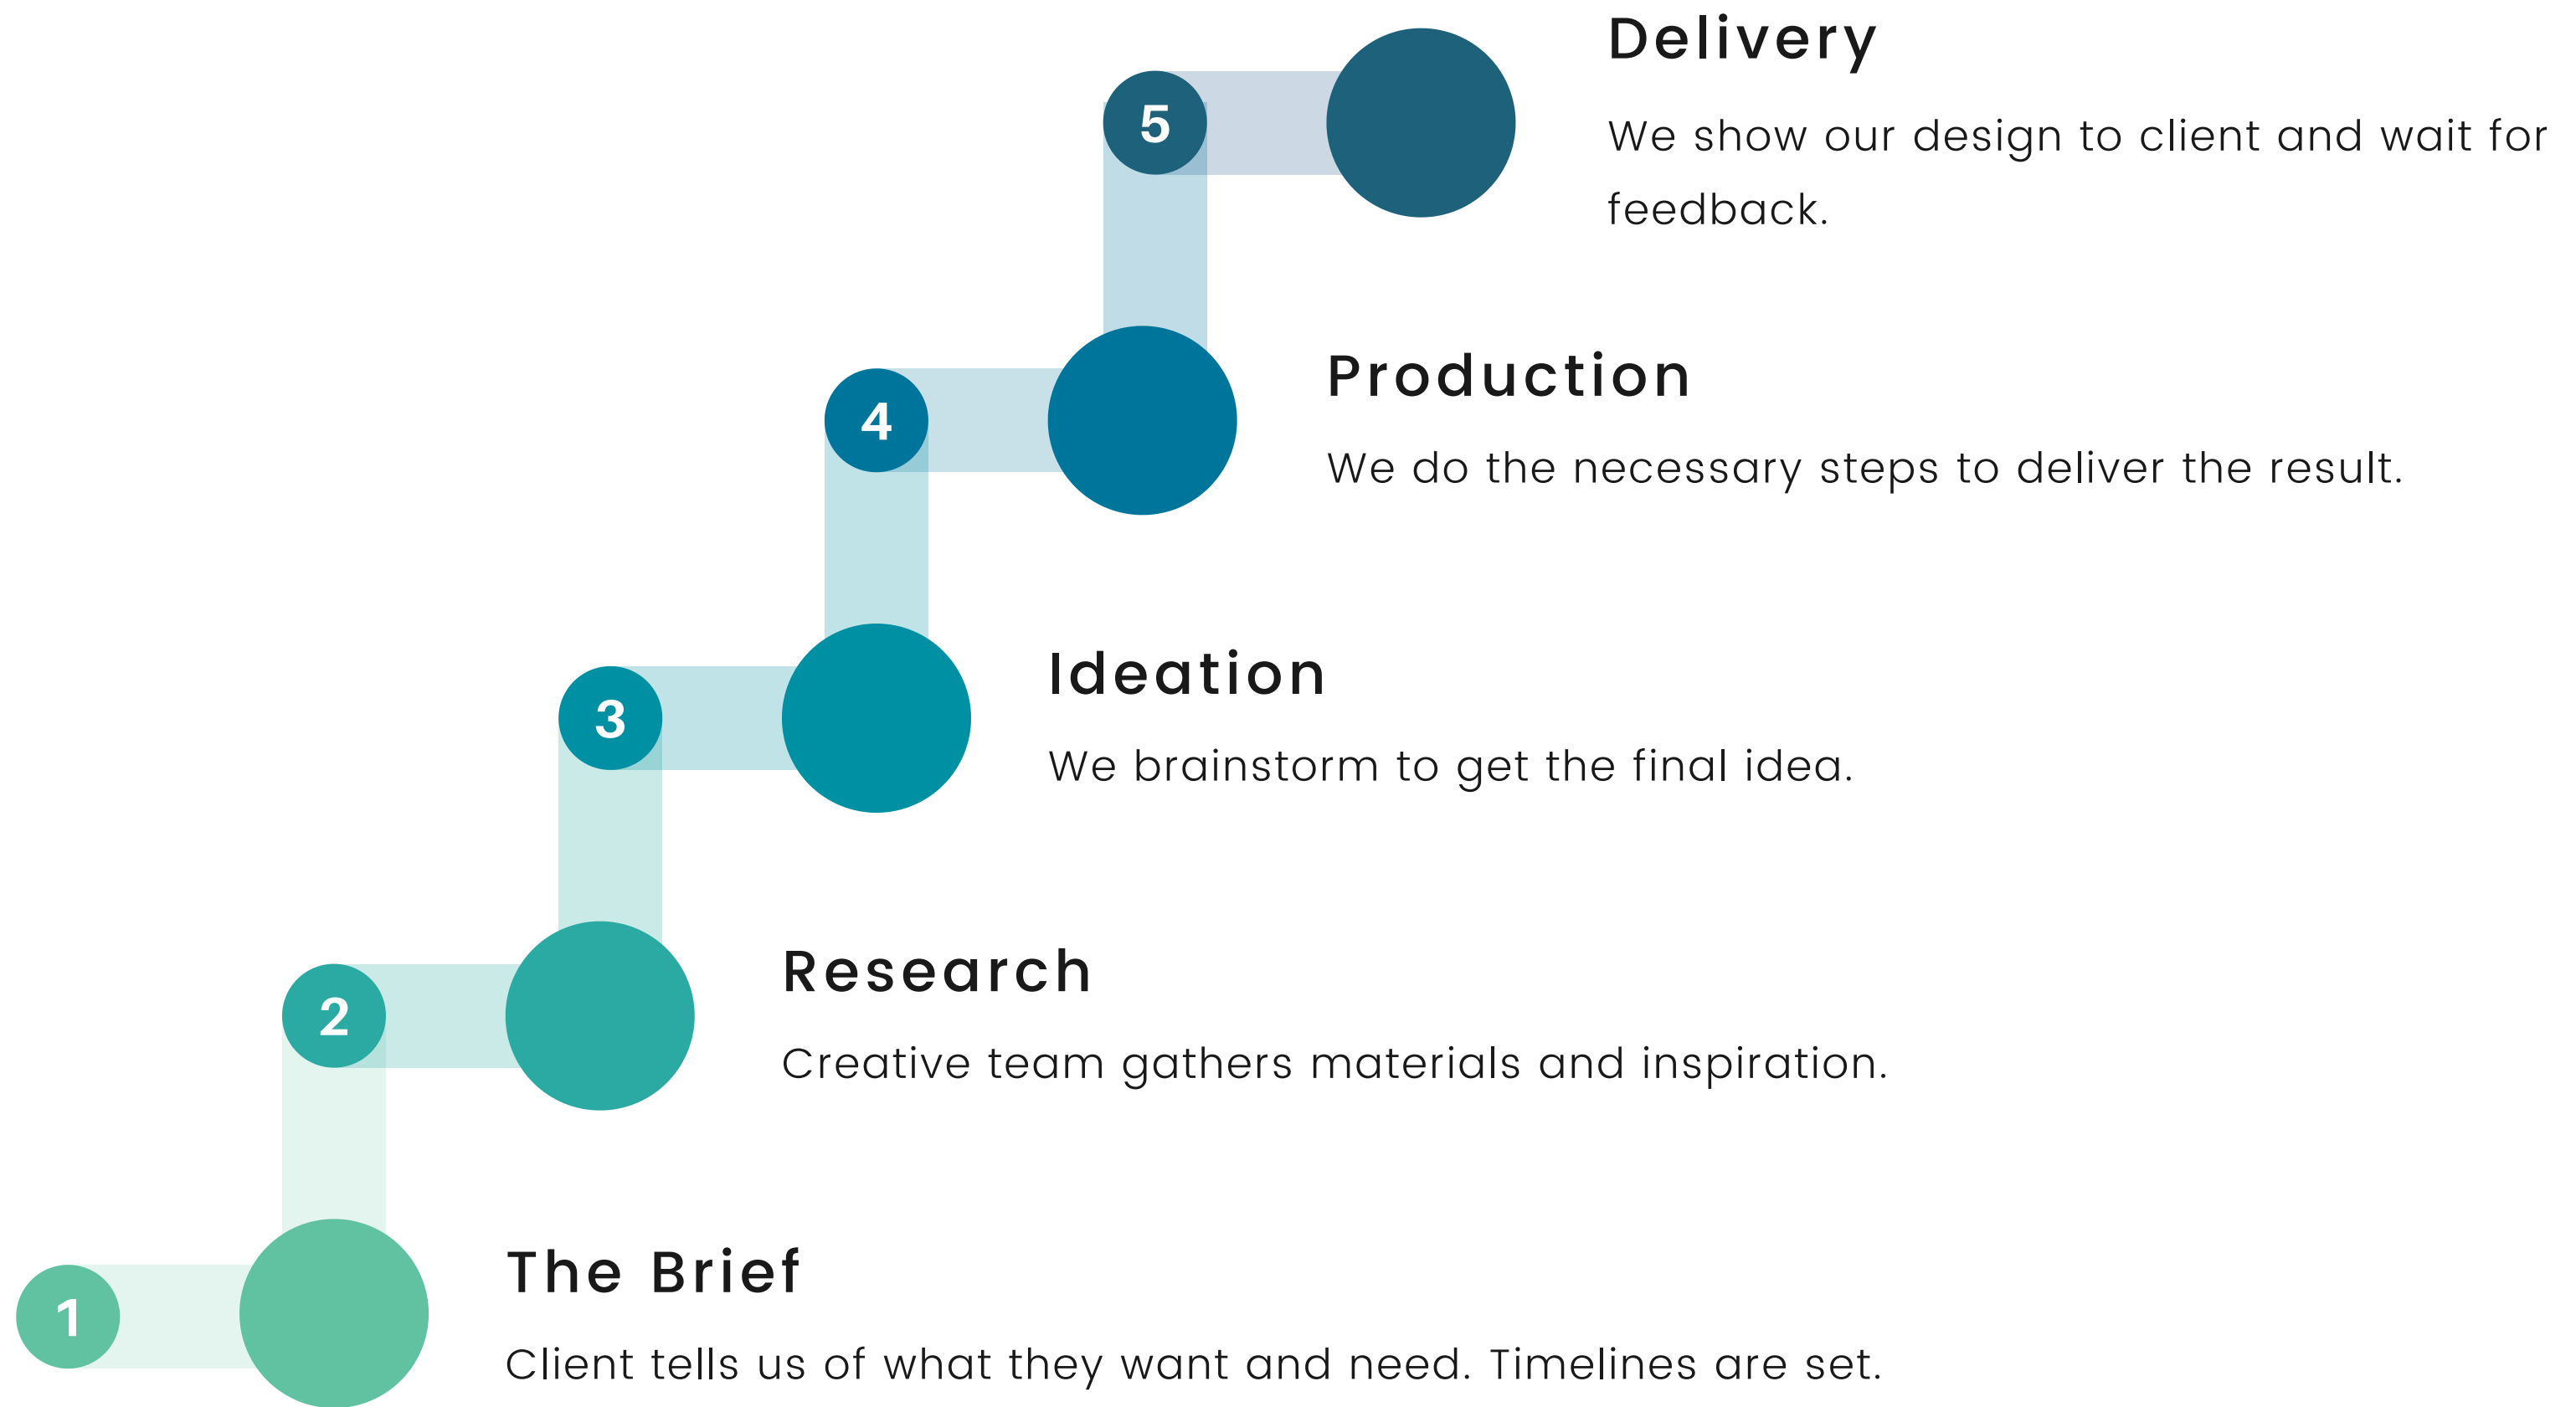 5
Delivery
We show our design to client and wait for
feedback.
4
Production
We do the necessary steps to deliver the result.
3
Ideation
We brainstorm to get the final idea.
2
Research
Creative team gathers materials and inspiration.
1
The Brief
Client tells us of what they want and need. Timelines are set.